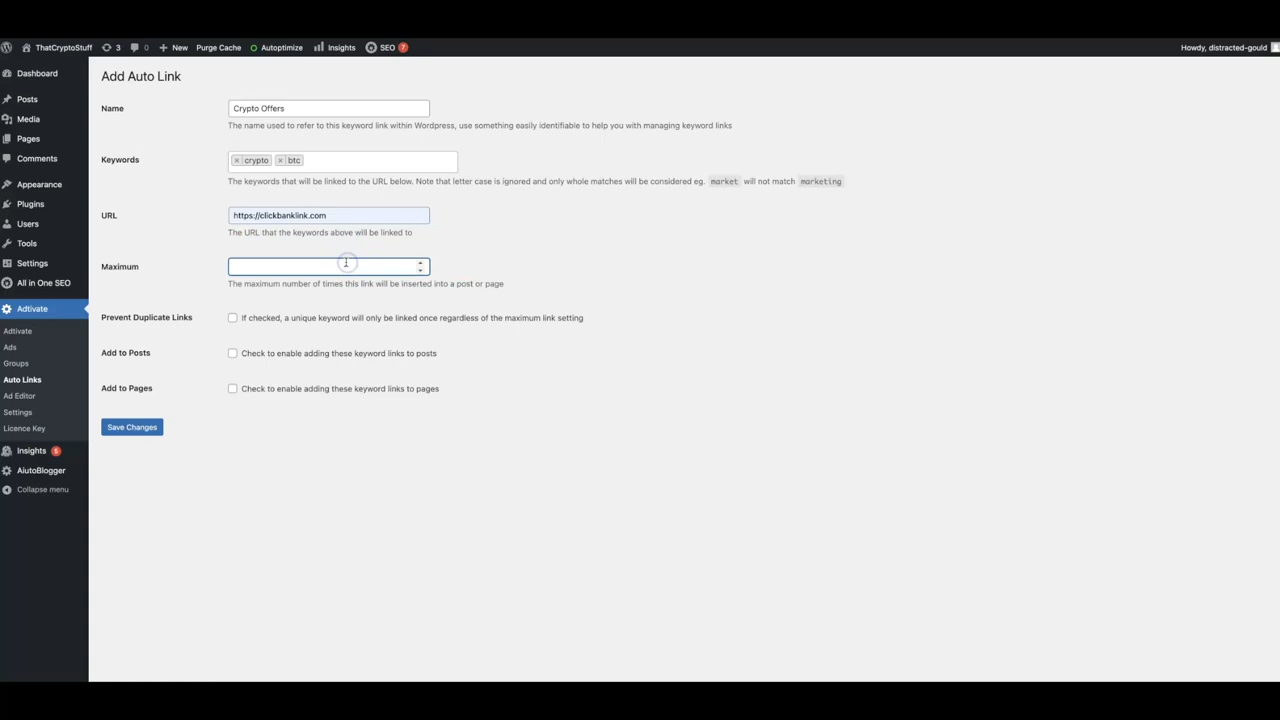 ThatCryptoStuff 3 0 New Purge Cache Autoptimize Insights SEO 7 Howdy, distracted-gould
Dashboard
Posts
Media
Pages
Comments
Appearance
Plugins
Users
Tools
Settings
All in One SEO
Adtivate
Adtivate
Ads
Groups
Auto Links
Ad Editor
Settings
Licence Key
Insights 5
AiutoBlogger
Collapse menu
Add Auto Link
Name Crypto Offers
The name used to refer to this keyword link within Wordpress, use something easily identifiable to help you with managing keyword links
Keywords × crypto × btc
The keywords that will be linked to the URL below. Note that letter case is ignored and only whole matches will be considered eg. market will not match marketing
URL https://clickbanklink.com
The URL that the keywords above will be linked to
Maximum
The maximum number of times this link will be inserted into a post or page
Prevent Duplicate Links If checked, a unique keyword will only be linked once regardless of the maximum link setting
Add to Posts Check to enable adding these keyword links to posts
Add to Pages Check to enable adding these keyword links to pages
Save Changes